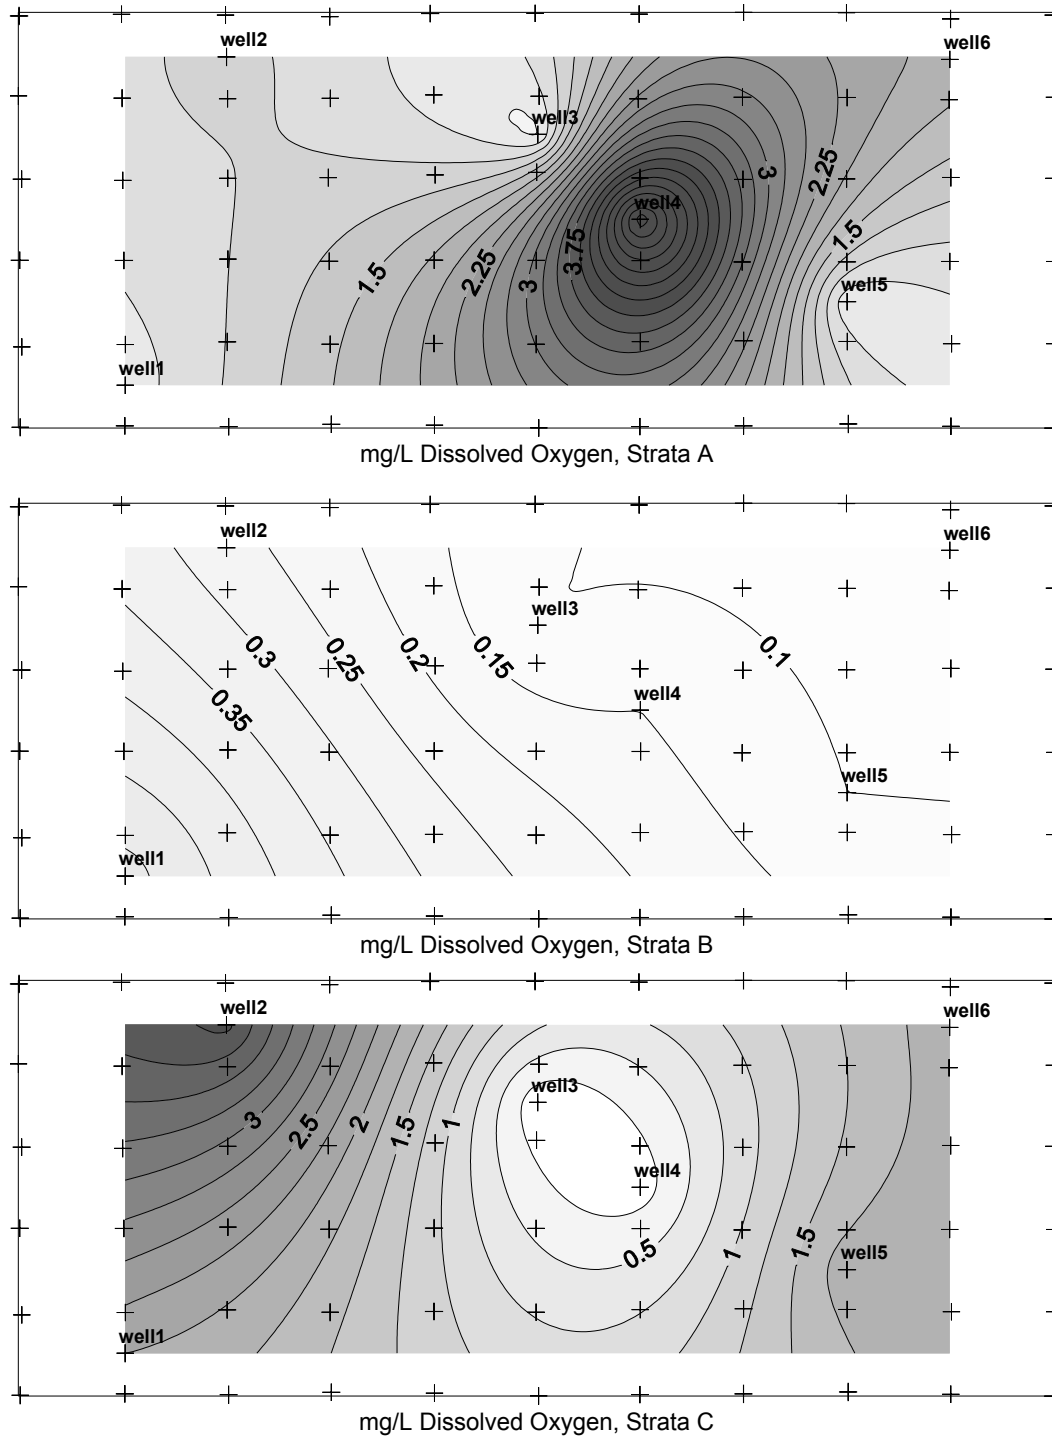 well2
well6
well3
3
2.25
well4
1.5
3.75
2.25
1.5
3
well5
well1
mg/L Dissolved Oxygen, Strata A
well2
well6
well3
0.3
0.25
0.2
0.15
0.1
well4
0.35
well5
well1
mg/L Dissolved Oxygen, Strata B
well2
well6
well3
3
2.5
2
1.5
1
well4
0.5
1
1.5
well5
well1
mg/L Dissolved Oxygen, Strata C